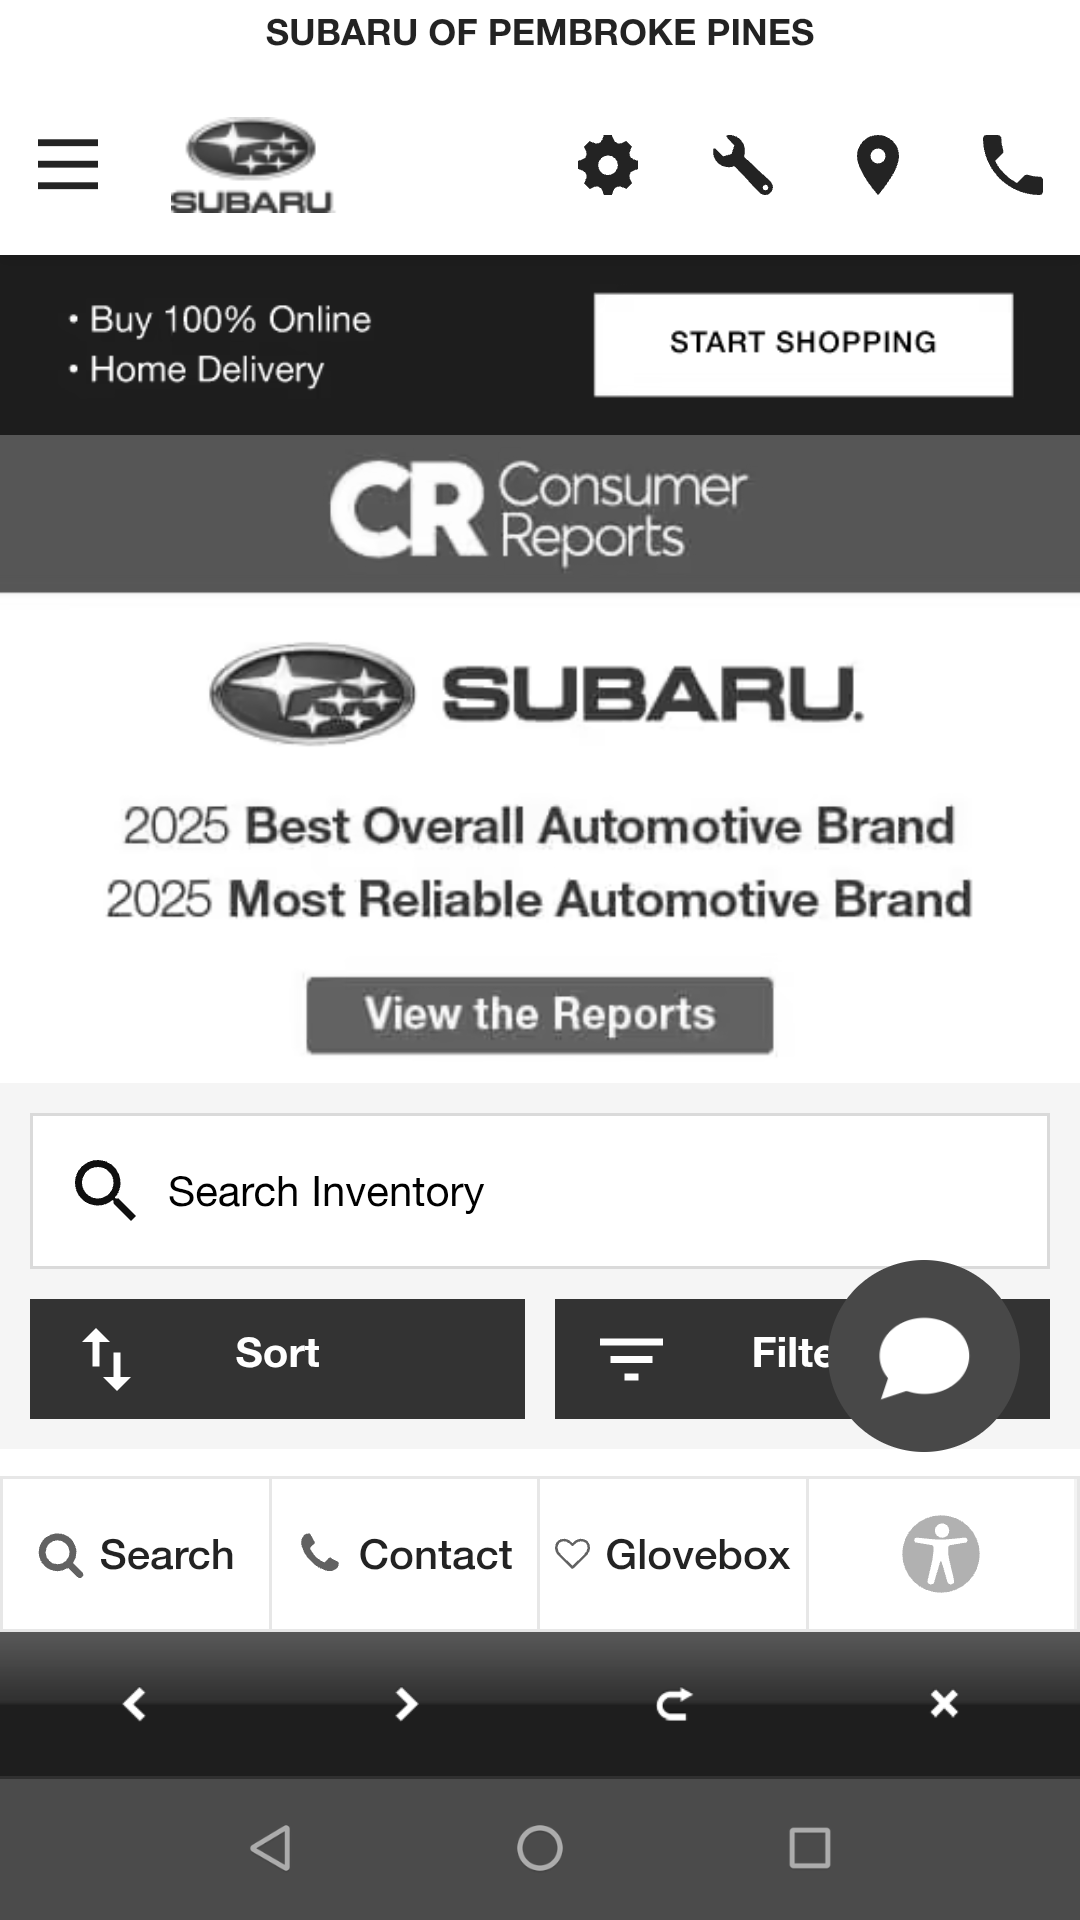 SUBARU OF PEMBROKE PINES
SUBARU
• Buy 100% Online
• Home Delivery
START SHOPPING
CR Consumer
Reports
SUBARU.
2025 Best Overall Automotive Brand
2025 Most Reliable Automotive Brand
View the Reports
Search Inventory
Sort
Filte
Search
Contact
Glovebox